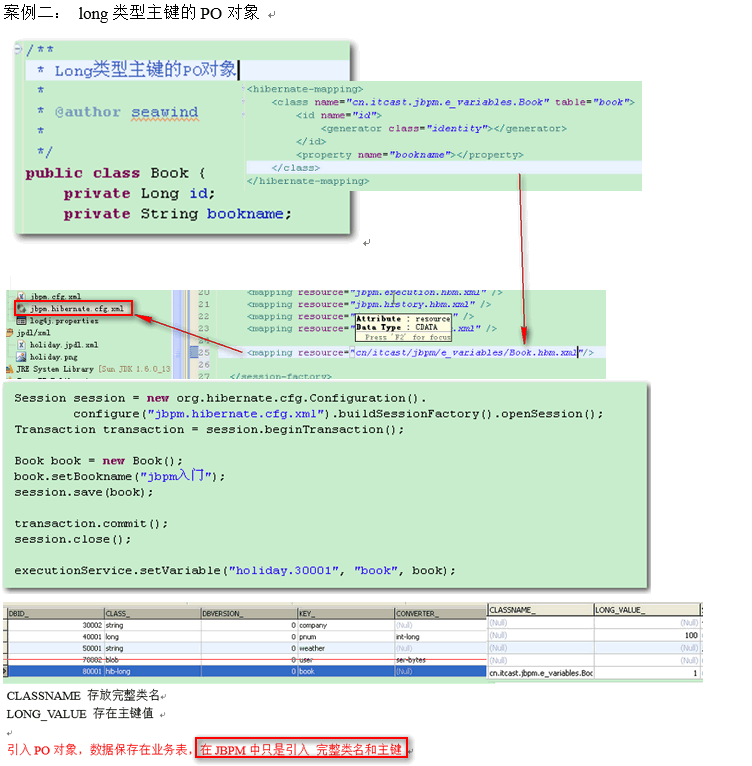 案例二： long 类型主键的 PO 对象
/**
* Long类型主键的PO对象
*
* @author seawind
*
*/
public class Book {
private Long id;
private String bookname;
<hibernate-mapping>
<class name="cn.itcast.jbpm.e_variables.Book" table="book">
<id name="id">
<generator class="identity"></generator>
</id>
<property name="bookname"></property>
</class>
</hibernate-mapping>
jbpm.cfg.xml
jbpm.hibernate.cfg.xml
log4j.properties
jpdl/xml
holiday.jpdl.xml
holiday.png
JRE System Library [Sun JDK 1.6.0_13
20 <mapping resource="jbpm.execution.hbm.xml" />
21 <mapping resource="jbpm.history.hbm.xml" />
22 <mapping resource= .xml" />
23 <mapping resource= .xml" />
24
25 <mapping resource="cn/itcast/jbpm/e_variables/Book.hbm.xml"/>
26
27 </session-factory>
Attribute : resource
Data Type : CDATA
Press 'F2' for focus
Session session = new org.hibernate.cfg.Configuration().
configure("jbpm.hibernate.cfg.xml").buildSessionFactory().openSession();
Transaction transaction = session.beginTransaction();
Book book = new Book();
book.setBookname("jbpm入门");
session.save(book);
transaction.commit();
session.close();
executionService.setVariable("holiday.30001", "book", book);
DBID_ CLASS_ DBVERSION_ KEY_ CONVERTER_ CLASSNAME_ LONG_VALUE_
30002 string 0 company (Null) (Null) (Null)
40001 long 0 pnum int-long (Null) 100
50001 string 0 weather (Null) (Null) (Null)
70002 blob 0 user ser-bytes (Null) (Null)
80001 hib-long 0 book (Null) cn.itcast.jbpm.e_variables.Boo 1
CLASSNAME 存放完整类名
LONG_VALUE 存在主键值
引入 PO 对象，数据保存在业务表，在 JBPM 中只是引入 完整类名和主键